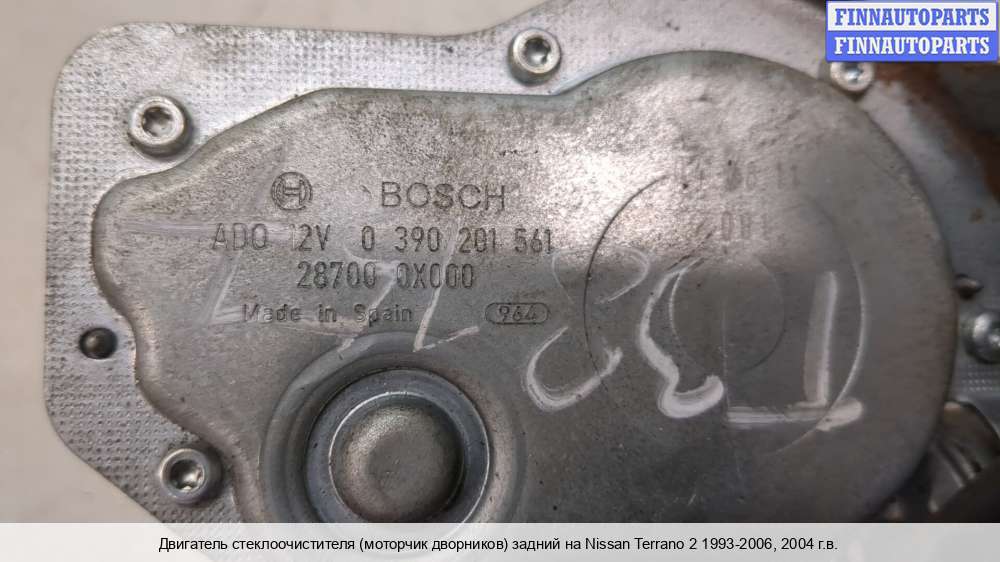 FINNAUTOPARTS
FINNAUTOPARTS
BOSCH
ADO 12V 0 390 201 561
28700 0X000
Made in Spain 964
Двигатель стеклоочистителя (моторчик дворников) задний на Nissan Terrano 2 1993-2006, 2004 г.в.